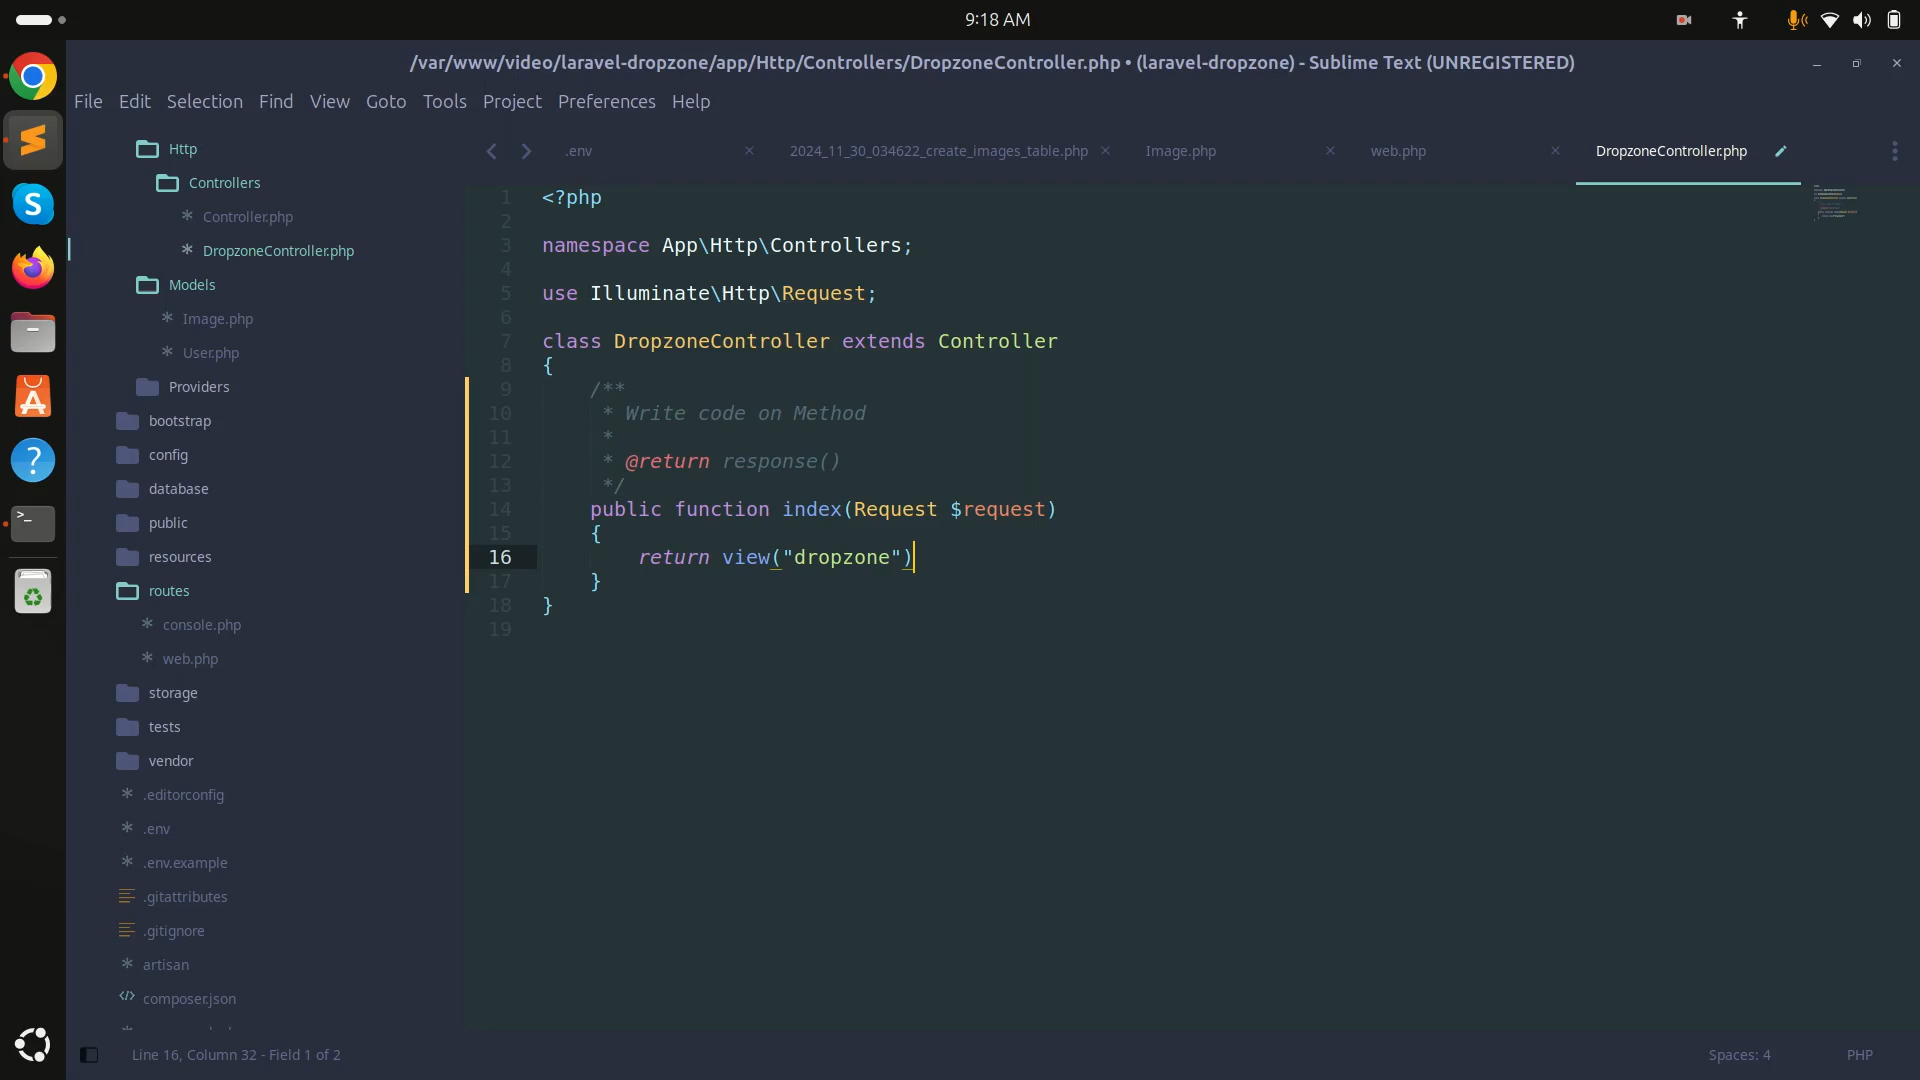 9:18 AM
/var/www/video/laravel-dropzone/app/Http/Controllers/DropzoneController.php • (laravel-dropzone) - Sublime Text (UNREGISTERED)
File Edit Selection Find View Goto Tools Project Preferences Help
Http
Controllers
Controller.php
DropzoneController.php
Models
Image.php
User.php
Providers
bootstrap
config
database
public
resources
routes
console.php
web.php
storage
tests
vendor
.editorconfig
.env
.env.example
.gitattributes
.gitignore
artisan
composer.json
.env 2024_11_30_034622_create_images_table.php Image.php web.php DropzoneController.php
1 <?php
2
3 namespace App\Http\Controllers;
4
5 use Illuminate\Http\Request;
6
7 class DropzoneController extends Controller
8 {
9     /**
10      * Write code on Method
11      *
12      * @return response()
13      */
14     public function index(Request $request)
15     {
16         return view("dropzone")
17     }
18 }
19
Line 16, Column 32 - Field 1 of 2
Spaces: 4 PHP